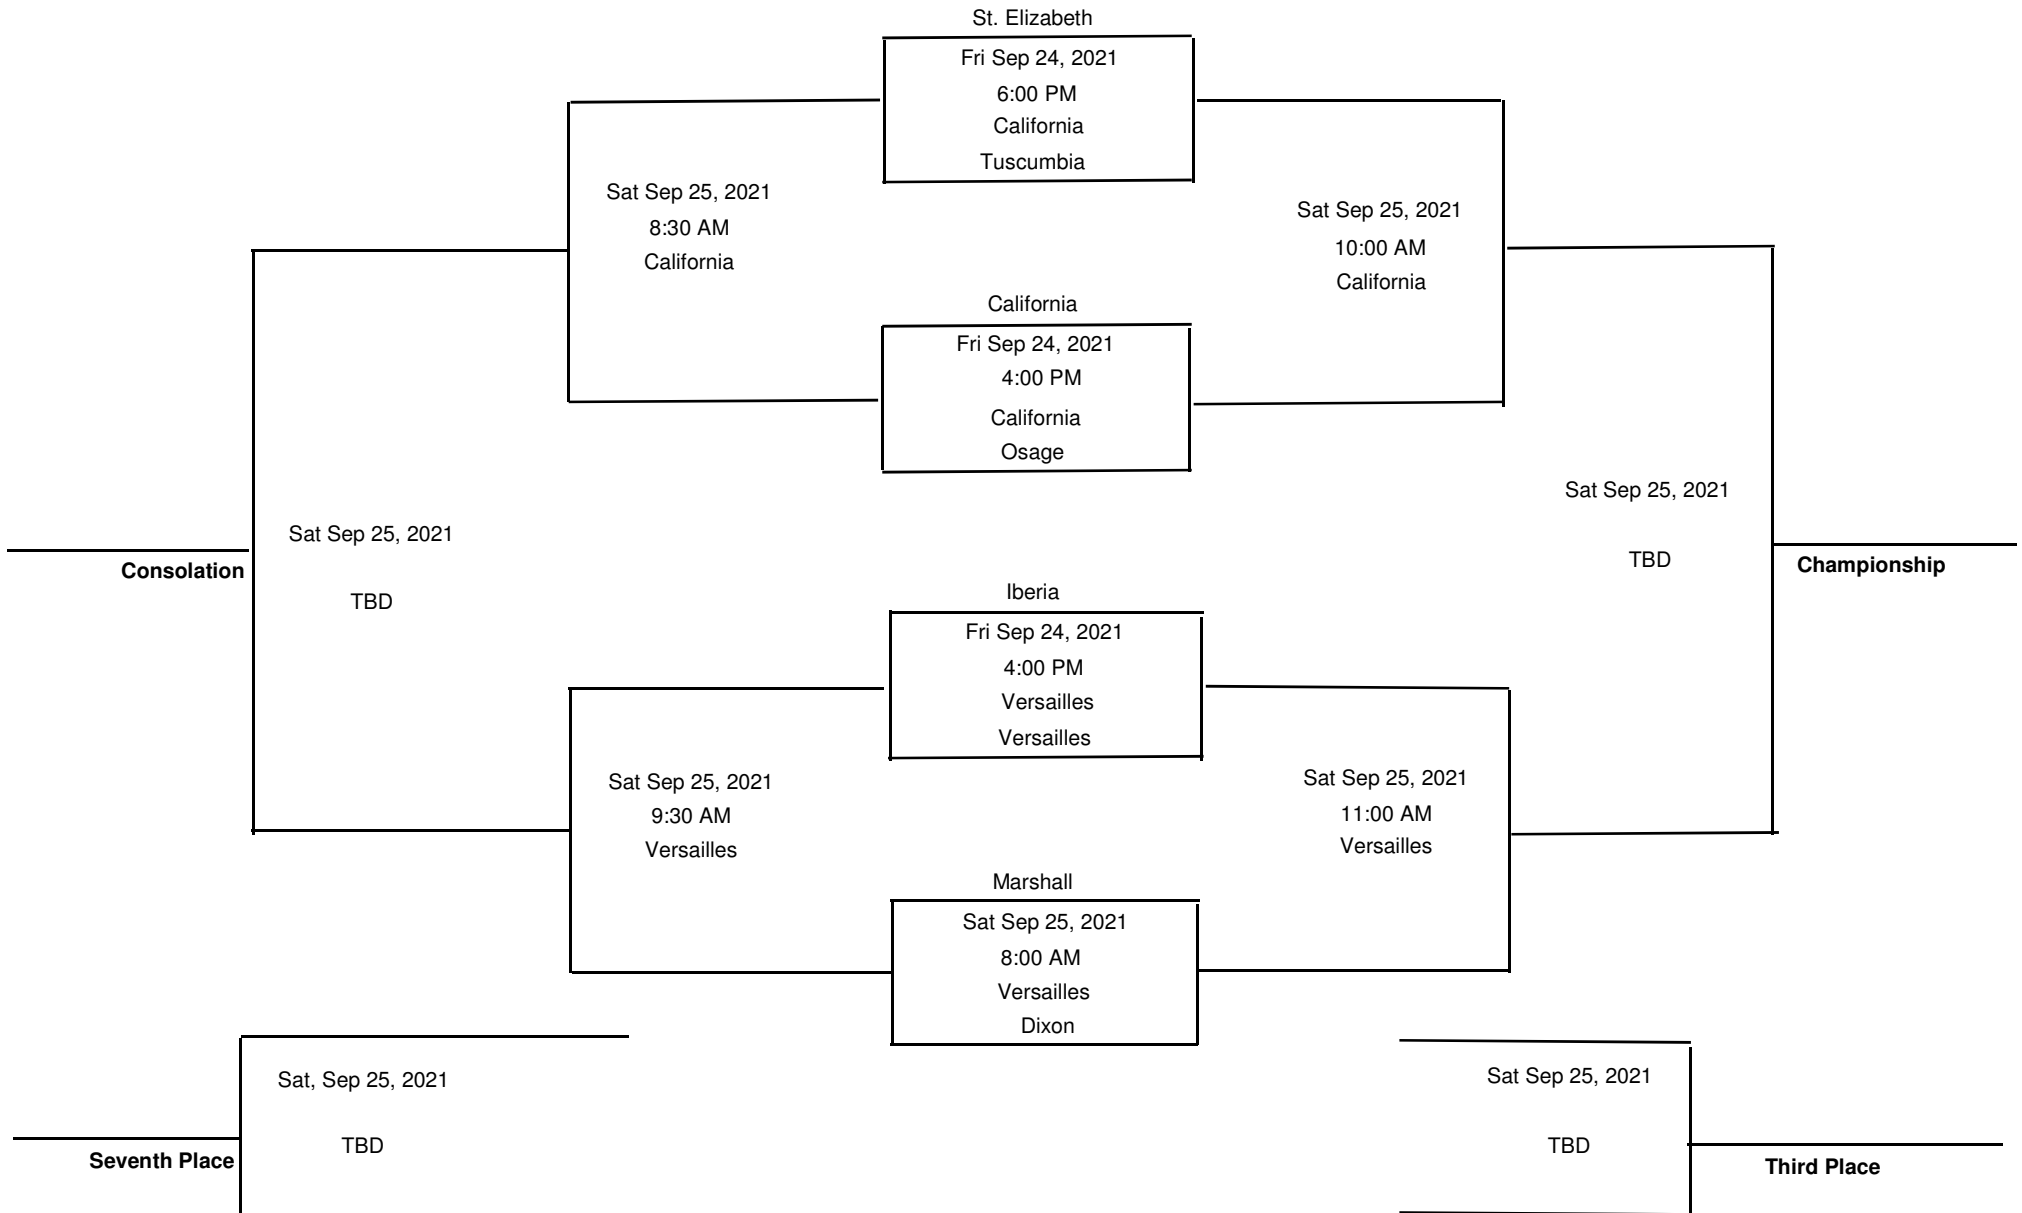 St. Elizabeth
Fri Sep 24, 2021
6:00 PM
California
Tuscumbia
Sat Sep 25, 2021
8:30 AM
California
Sat Sep 25, 2021
10:00 AM
California
California
Fri Sep 24, 2021
4:00 PM
California
Osage
Sat Sep 25, 2021
TBD
Consolation
Sat Sep 25, 2021
TBD
Championship
Iberia
Fri Sep 24, 2021
4:00 PM
Versailles
Versailles
Sat Sep 25, 2021
9:30 AM
Versailles
Sat Sep 25, 2021
11:00 AM
Versailles
Marshall
Sat Sep 25, 2021
8:00 AM
Versailles
Dixon
Sat, Sep 25, 2021
TBD
Seventh Place
Sat Sep 25, 2021
TBD
Third Place